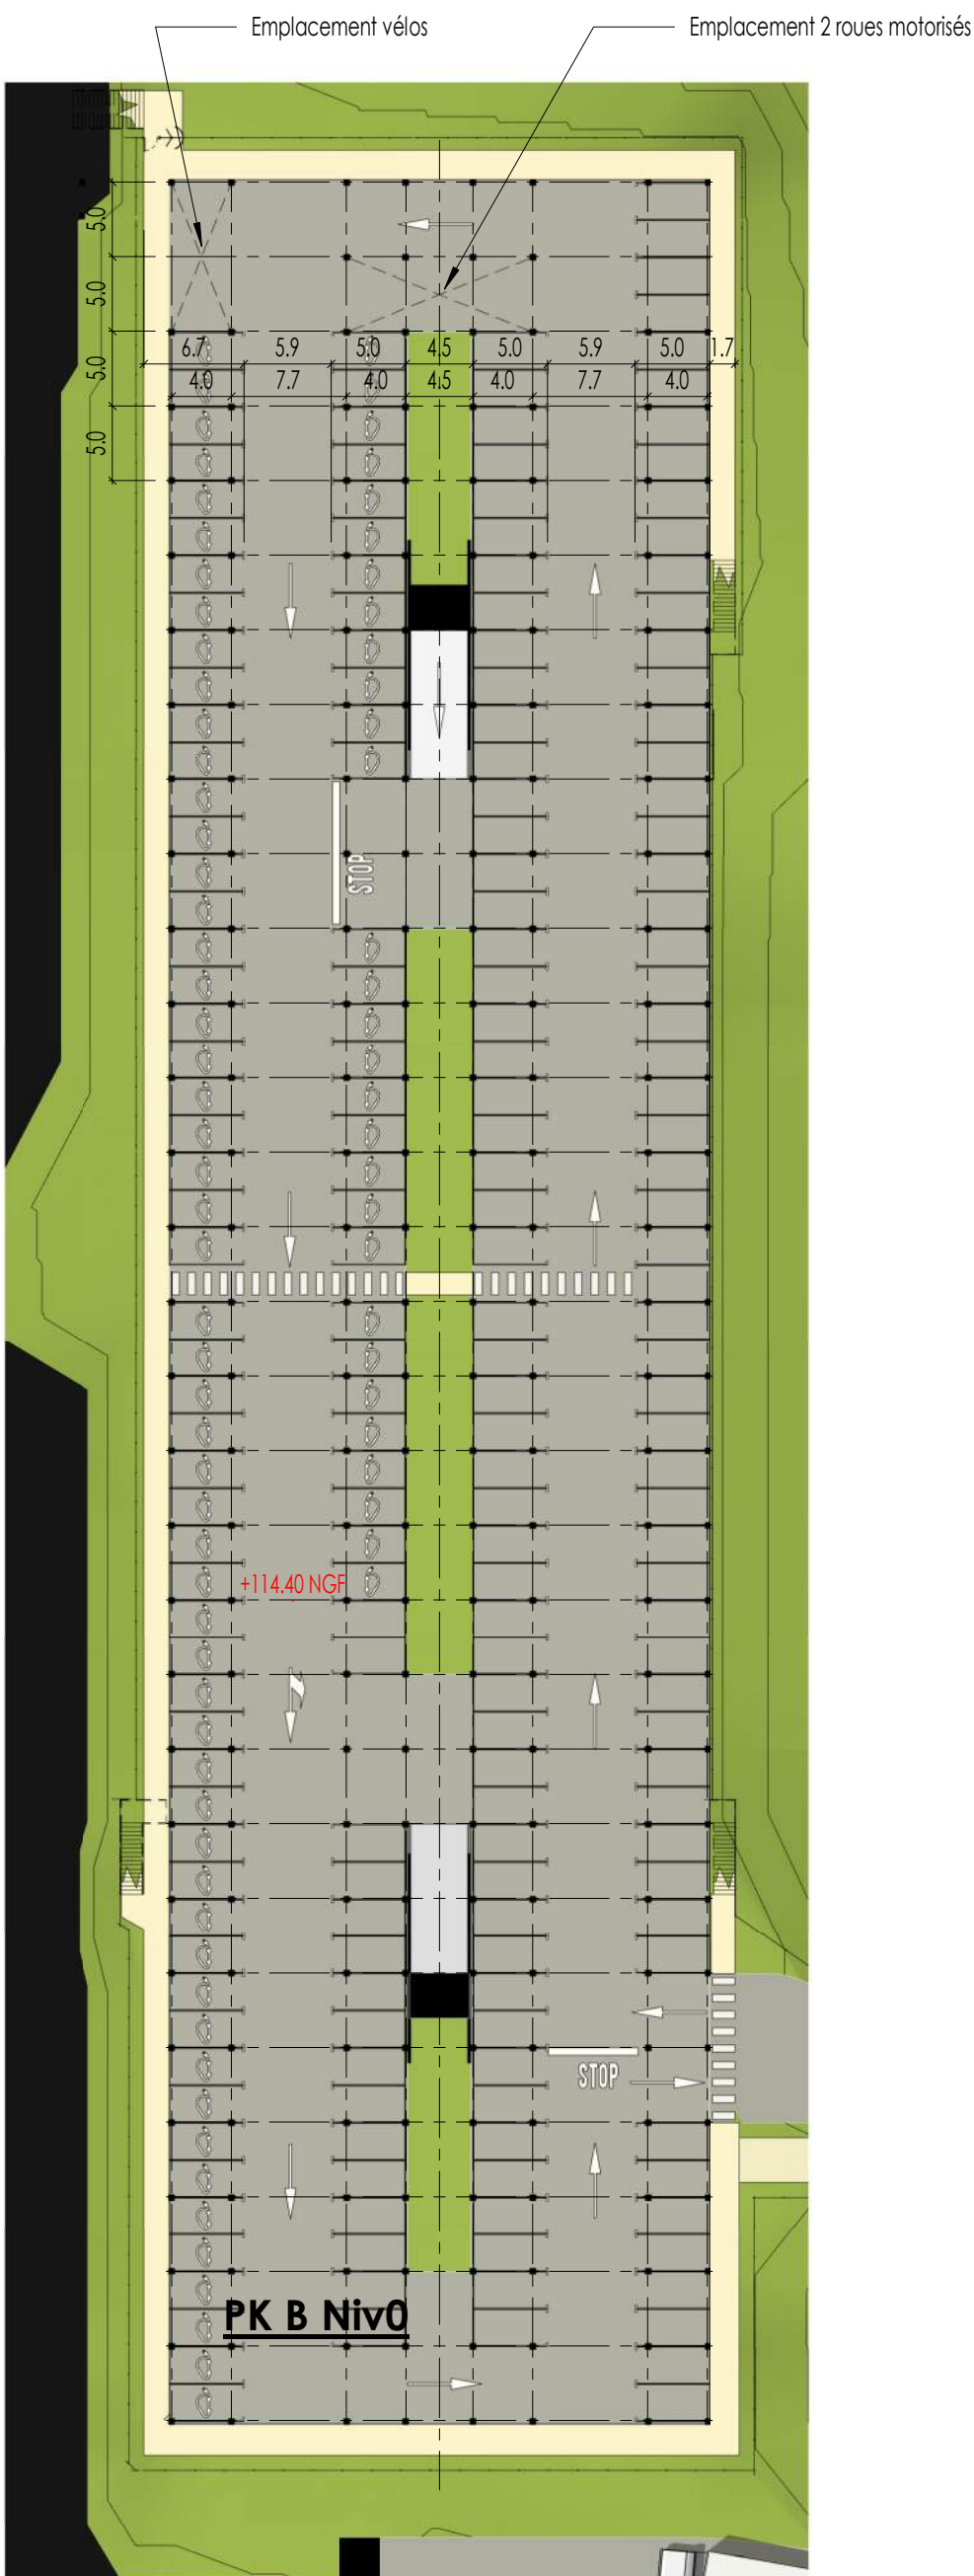 Emplacement vélos
Emplacement 2 roues motorisés
5.0
5.0
5.0
5.0
6.7 5.9 5.0 4.5 5.0 5.9 5.0 1.7
4.0 7.7 4.0 4.5 4.0 7.7 4.0
STOP
+114.40 NGF
STOP
PK B Niv0